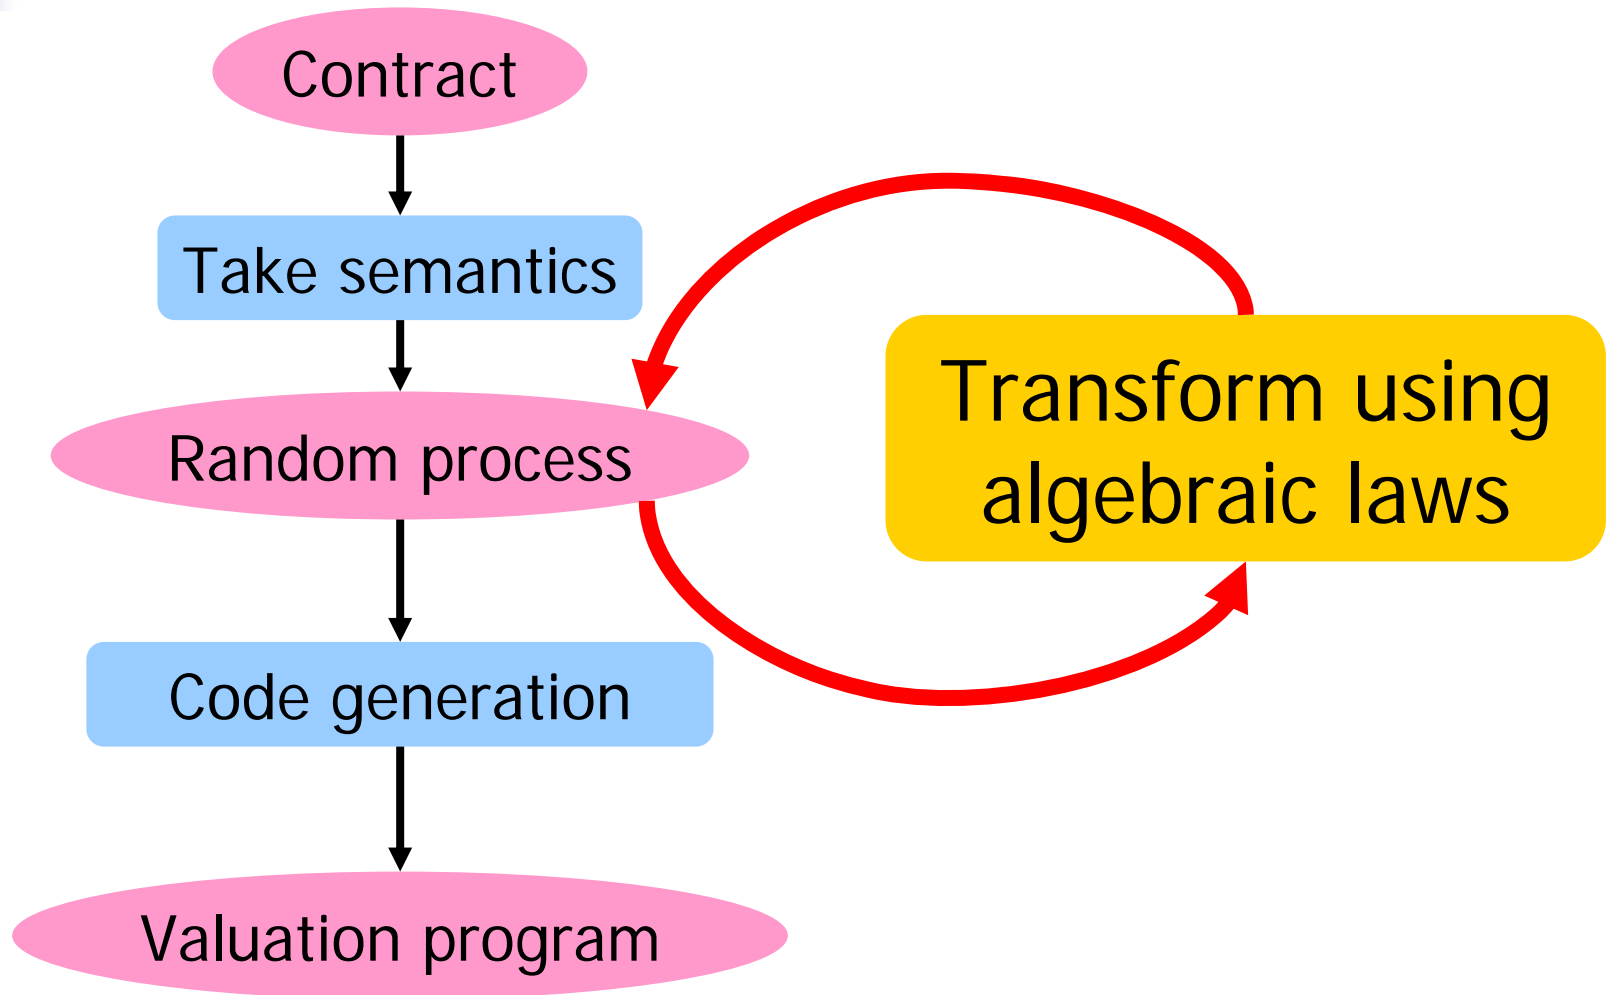 Contract
Take semantics
Random process
Transform using
algebraic laws
Code generation
Valuation program